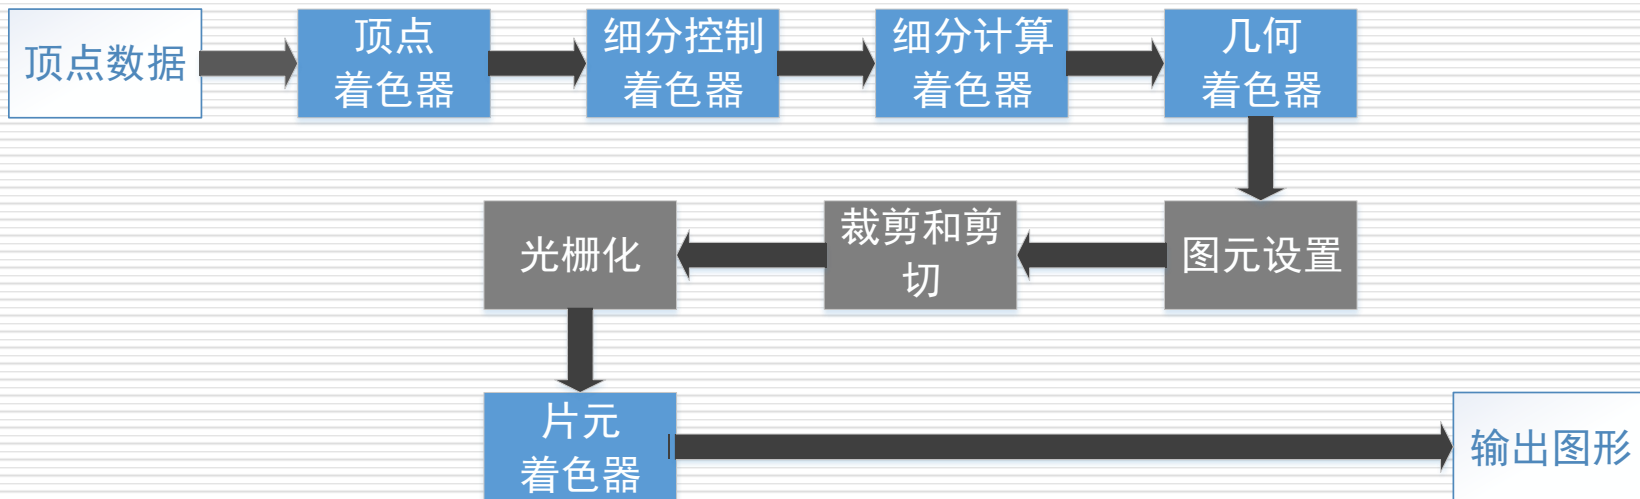 顶点数据
顶点
着色器
细分控制
着色器
细分计算
着色器
几何
着色器
图元设置
裁剪和剪
切
光栅化
片元
着色器
输出图形